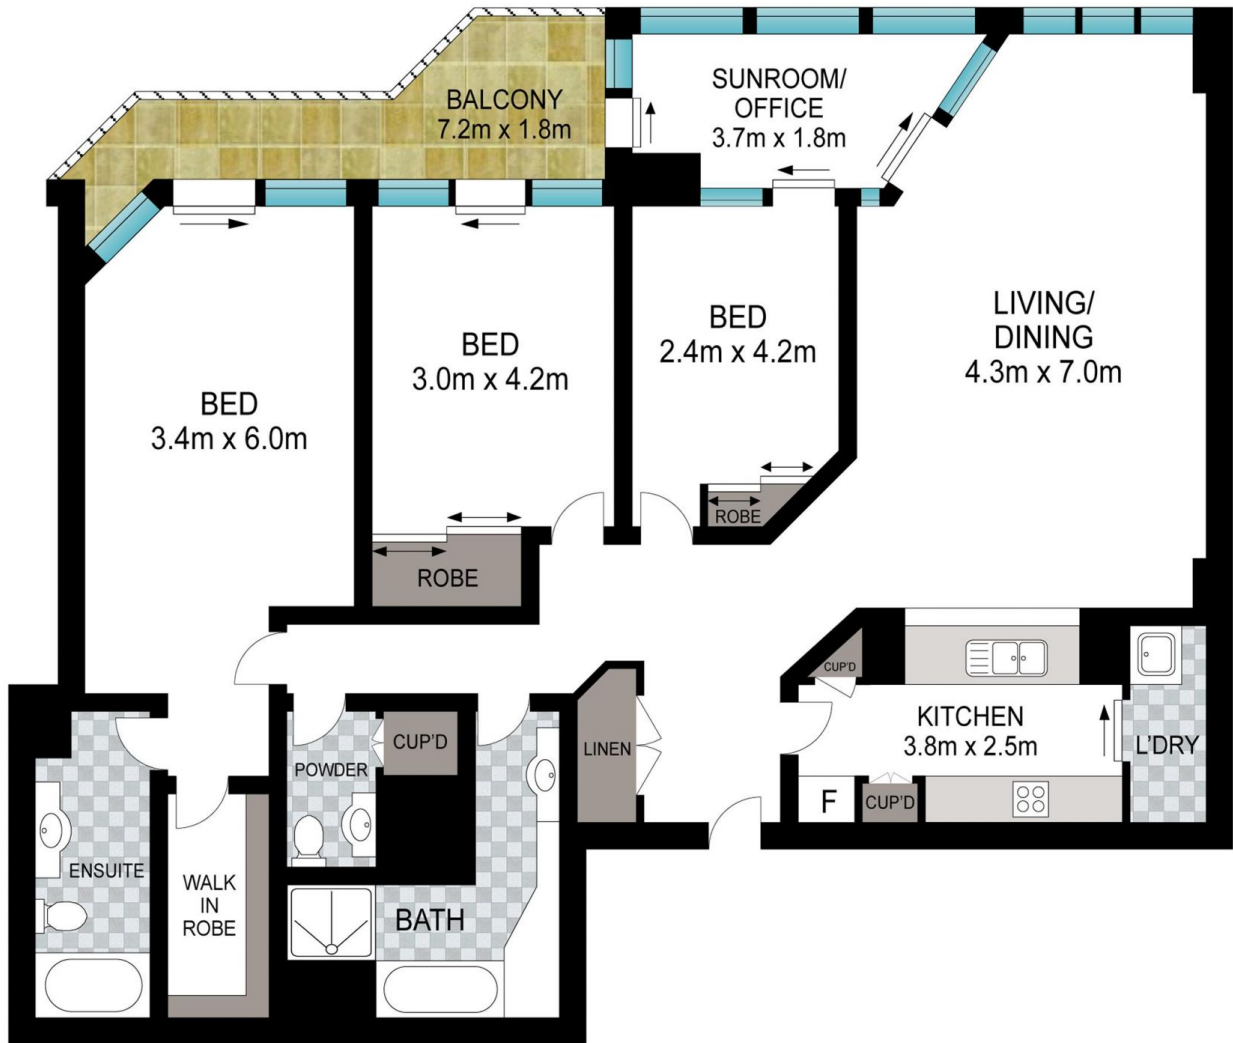 BALCONY
7.2m x 1.8m
SUNROOM/
OFFICE
3.7m x 1.8m
BED
3.4m x 6.0m
BED
3.0m x 4.2m
BED
2.4m x 4.2m
LIVING/
DINING
4.3m x 7.0m
ROBE
ROBE
CUP'D
KITCHEN
3.8m x 2.5m
L'DRY
F
CUP'D
LINEN
CUP'D
POWDER
ENSUITE
WALK
IN
ROBE
BATH